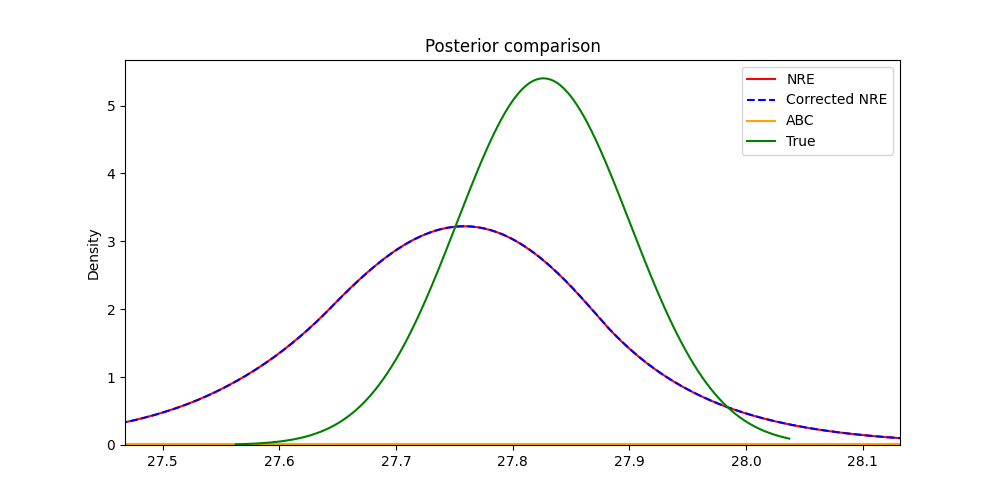 Posterior comparison
NRE
Corrected NRE
ABC
True
Density
5
4
3
2
1
0
27.5 27.6 27.7 27.8 27.9 28.0 28.1